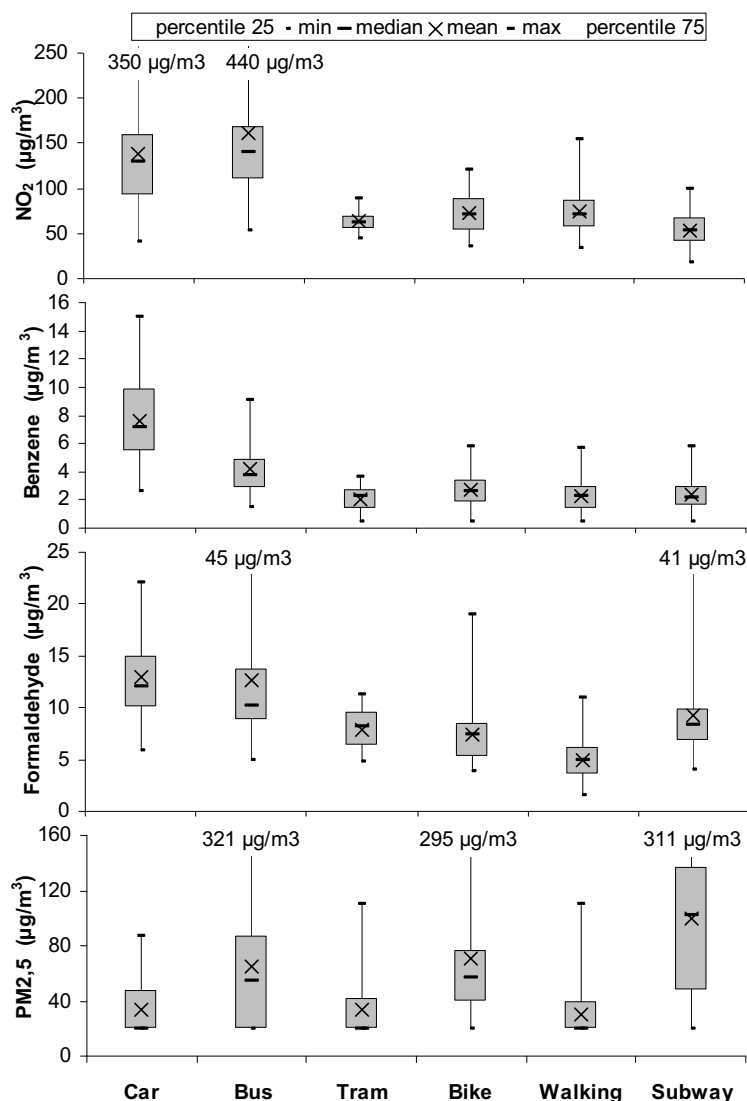 percentile 25 - min − median × mean - max percentile 75
250
350 µg/m3 440 µg/m3
200
150
100
50
0
NO₂ (µg/m³)
16
14
12
10
8
6
4
2
0
Benzene (µg/m³)
25
45 µg/m3 41 µg/m3
20
15
10
5
0
Formaldehyde (µg/m³)
160
321 µg/m3 295 µg/m3 311 µg/m3
120
80
40
0
PM2,5 (µg/m³)
Car Bus Tram Bike Walking Subway